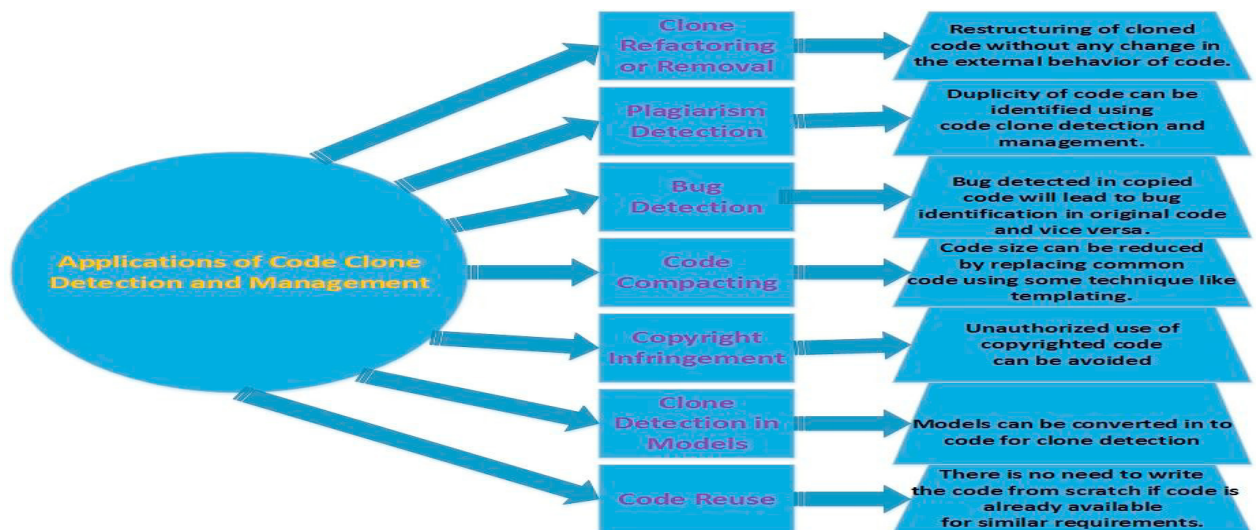 Applications of Code Clone
Detection and Management
Clone
Refactoring
or Removal
Restructuring of cloned
code without any change in
the external behavior of code.
Plagiarism
Detection
Duplicity of code can be
identified using
code clone detection and
management.
Bug
Detection
Bug detected in copied
code will lead to bug
identification in original code
and vice versa.
Code
Compacting
Code size can be reduced
by replacing common
code using some technique like
templating.
Copyright
Infringement
Unauthorized use of
copyrighted code
can be avoided
Clone
Detection in
Models
Models can be converted in to
code for clone detection
Code Reuse
There is no need to write
the code from scratch if code is
already available
for similar requirements.